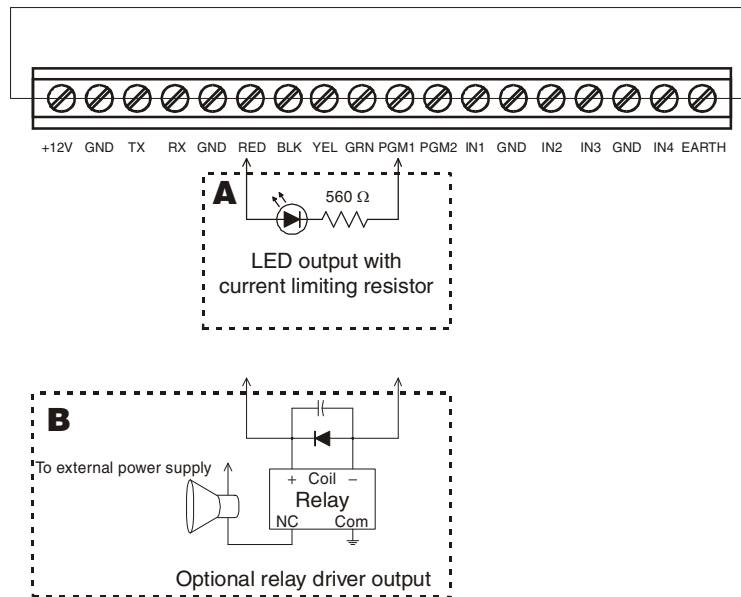 +12V GND TX RX GND RED BLK YEL GRN PGM1 PGM2 IN1 GND IN2 IN3 GND IN4 EARTH
A
560 Ω
LED output with
current limiting resistor
B
To external power supply
+ Coil −
Relay
NC Com
Optional relay driver output